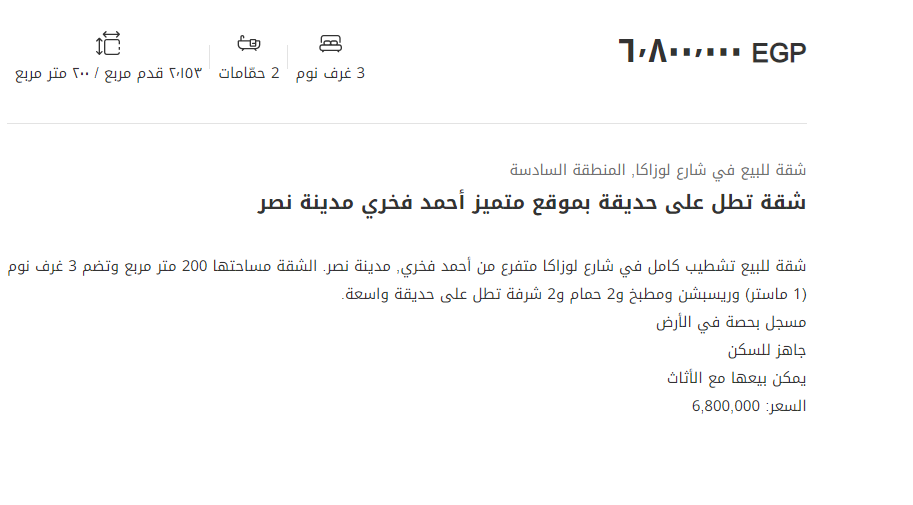 ٦٬٨٠٠٬٠٠٠ EGP
3 غرف نوم
2 حمّامات
٢٬١٥٣ قدم مربع / ٢٠٠ متر مربع
شقة للبيع في شارع لوزاكا, المنطقة السادسة
شقة تطل على حديقة بموقع متميز أحمد فخري مدينة نصر
شقة للبيع تشطيب كامل في شارع لوزاكا متفرع من أحمد فخري, مدينة نصر. الشقة مساحتها 200 متر مربع وتضم 3 غرف نوم
(1 ماستر) وريسبشن ومطبخ و2 حمام و2 شرفة تطل على حديقة واسعة.
مسجل بحصة في الأرض
جاهز للسكن
يمكن بيعها مع الأثاث
السعر: 6,800,000